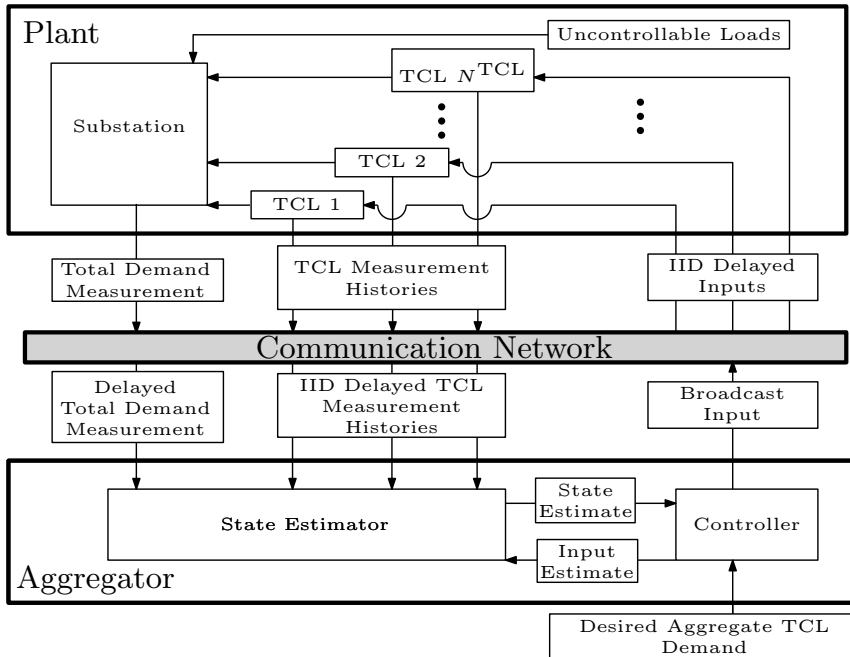 Plant
Uncontrollable Loads
TCL N^TCL
Substation
TCL 2
TCL 1
Total Demand
Measurement
TCL Measurement
Histories
IID Delayed
Inputs
Communication Network
Delayed
Total Demand
Measurement
IID Delayed TCL
Measurement
Histories
Broadcast
Input
State Estimator
State
Estimate
Controller
Input
Estimate
Aggregator
Desired Aggregate TCL
Demand